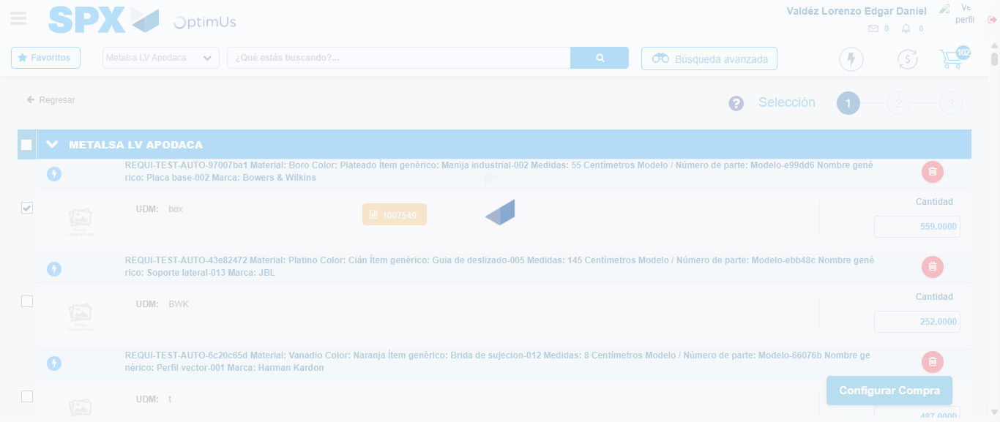 SPX
OptimUs
Valdéz Lorenzo Edgar Daniel
Ve
perfil
0
0
Favoritos
Metalsa LV Apodaca
¿Qué estás buscando?...
Búsqueda avanzada
102
Regresar
Selección
1
2
3
METALSA LV APODACA
REQUI-TEST-AUTO-97007ba1 Material: Boro Color: Plateado Ítem genérico: Manija industrial-002 Medidas: 55 Centímetros Modelo / Número de parte: Modelo-e99dd6 Nombre gené
rico: Placa base-002 Marca: Bowers & Wilkins
UDM: box
1007549
Cantidad
559.0000
REQUI-TEST-AUTO-43e82472 Material: Platino Color: Cián Ítem genérico: Guia de deslizado-005 Medidas: 145 Centímetros Modelo / Número de parte: Modelo-ebb48c Nombre gené
rico: Soporte lateral-013 Marca: JBL
UDM: BWK
Cantidad
252.0000
REQUI-TEST-AUTO-6c20c65d Material: Vanadio Color: Naranja Ítem genérico: Brida de sujecion-012 Medidas: 8 Centímetros Modelo / Número de parte: Modelo-66076b Nombre ge
nérico: Perfil vector-001 Marca: Harman Kardon
UDM: t
Configurar Compra
487.0000